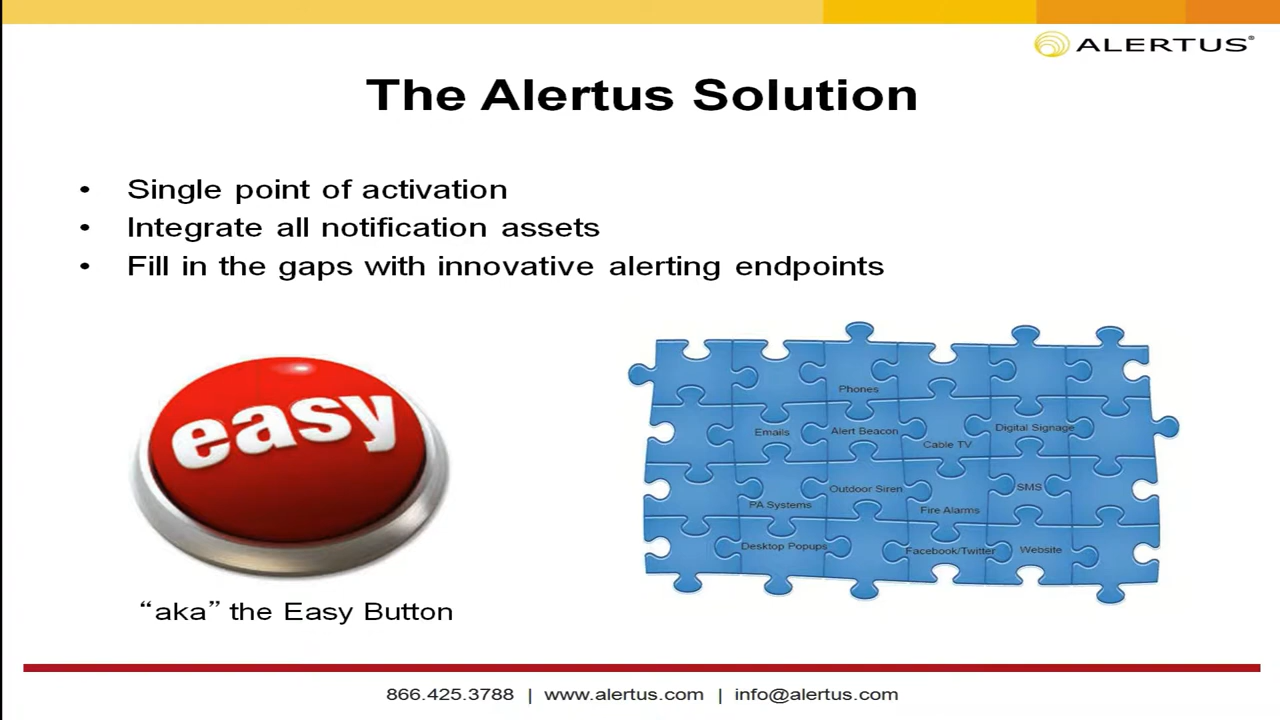 ALERTUS®
The Alertus Solution
• Single point of activation
• Integrate all notification assets
• Fill in the gaps with innovative alerting endpoints
easy
“aka” the Easy Button
Phones
Emails
Alert Beacon
Cable TV
Digital Signage
PA Systems
Outdoor Siren
Fire Alarms
SMS
Desktop Popups
Facebook/Twitter
Website
866.425.3788 | www.alertus.com | info@alertus.com